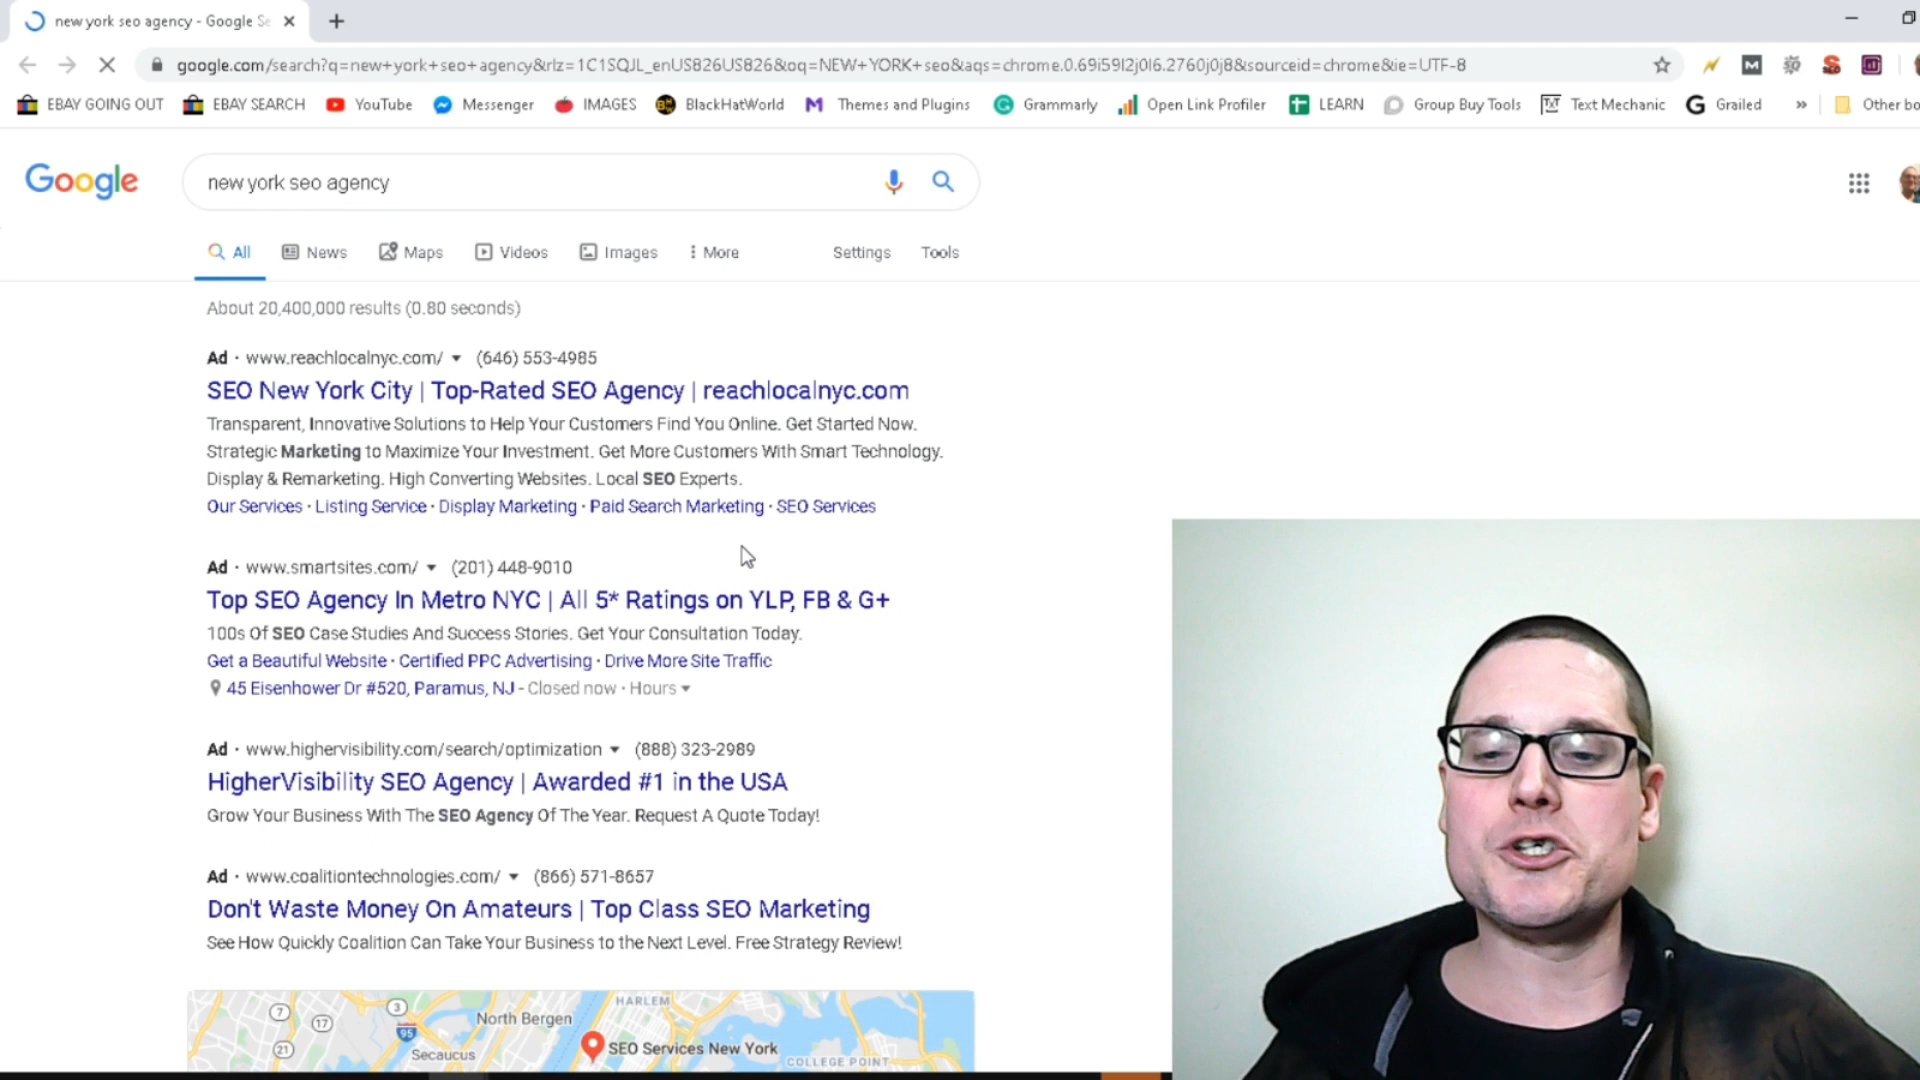 new york seo agency - Google Se
google.com/search?q=new+york+seo+agency&rlz=1C1SQJL_enUS826US826&oq=NEW+YORK+seo&aqs=chrome.0.69i59l2j0l6.2760j0j8&sourceid=chrome&ie=UTF-8
EBAY GOING OUT EBAY SEARCH YouTube Messenger IMAGES BlackHatWorld Themes and Plugins Grammarly Open Link Profiler LEARN Group Buy Tools Text Mechanic Grailed » Other bo
Google
new york seo agency
All News Maps Videos Images More Settings Tools
About 20,400,000 results (0.80 seconds)
Ad · www.reachlocalnyc.com/ (646) 553-4985
SEO New York City | Top-Rated SEO Agency | reachlocalnyc.com
Transparent, Innovative Solutions to Help Your Customers Find You Online. Get Started Now.
Strategic Marketing to Maximize Your Investment. Get More Customers With Smart Technology.
Display & Remarketing. High Converting Websites. Local SEO Experts.
Our Services · Listing Service · Display Marketing · Paid Search Marketing · SEO Services
Ad · www.smartsites.com/ (201) 448-9010
Top SEO Agency In Metro NYC | All 5* Ratings on YLP, FB & G+
100s Of SEO Case Studies And Success Stories. Get Your Consultation Today.
Get a Beautiful Website · Certified PPC Advertising · Drive More Site Traffic
45 Eisenhower Dr #520, Paramus, NJ - Closed now · Hours
Ad · www.highervisibility.com/search/optimization (888) 323-2989
HigherVisibility SEO Agency | Awarded #1 in the USA
Grow Your Business With The SEO Agency Of The Year. Request A Quote Today!
Ad · www.coalitiontechnologies.com/ (866) 571-8657
Don't Waste Money On Amateurs | Top Class SEO Marketing
See How Quickly Coalition Can Take Your Business to the Next Level. Free Strategy Review!
HARLEM
7 3 North Bergen
17 95
21 Secaucus SEO Services New York
COLLEGE POINT